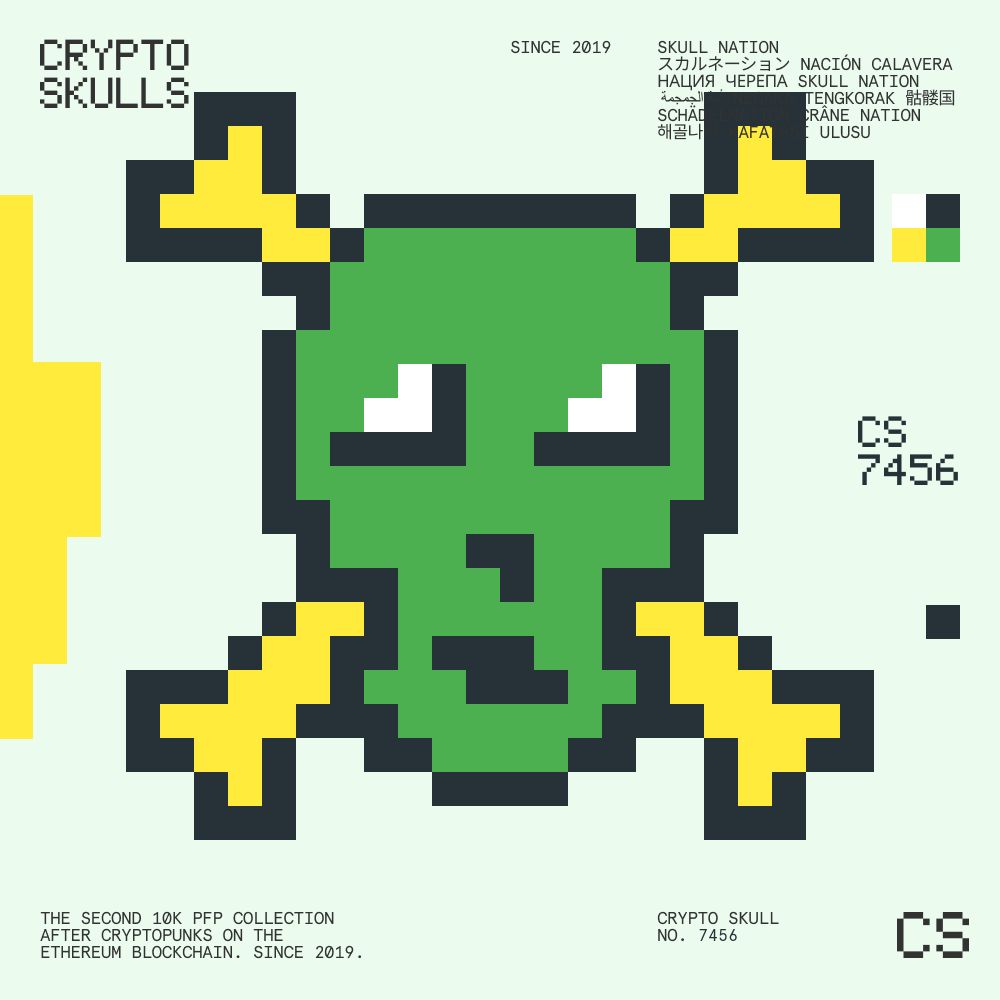 CRYPTO
SKULLS
SINCE 2019
SKULL NATION
スカルネーション NACIÓN CALAVERA
НАЦИЯ ЧЕРЕПА SKULL NATION
الجمجمة TENGKORAK 骷髅国
CRÂNE NATION
해골 ULUSU
CS
7456
THE SECOND 10K PFP COLLECTION
AFTER CRYPTOPUNKS ON THE
ETHEREUM BLOCKCHAIN. SINCE 2019.
CRYPTO SKULL
NO. 7456
CS